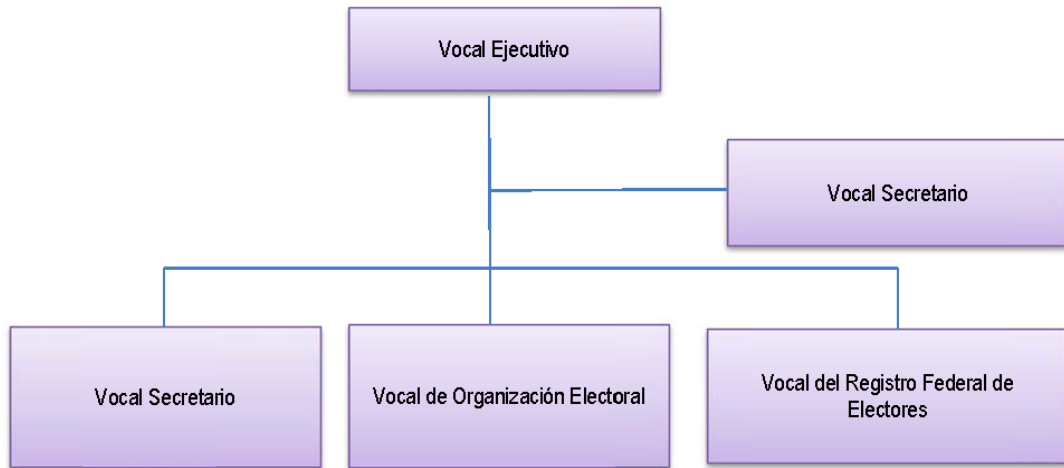 Vocal Ejecutivo
Vocal Secretario
Vocal Secretario
Vocal de Organización Electoral
Vocal del Registro Federal de
Electores